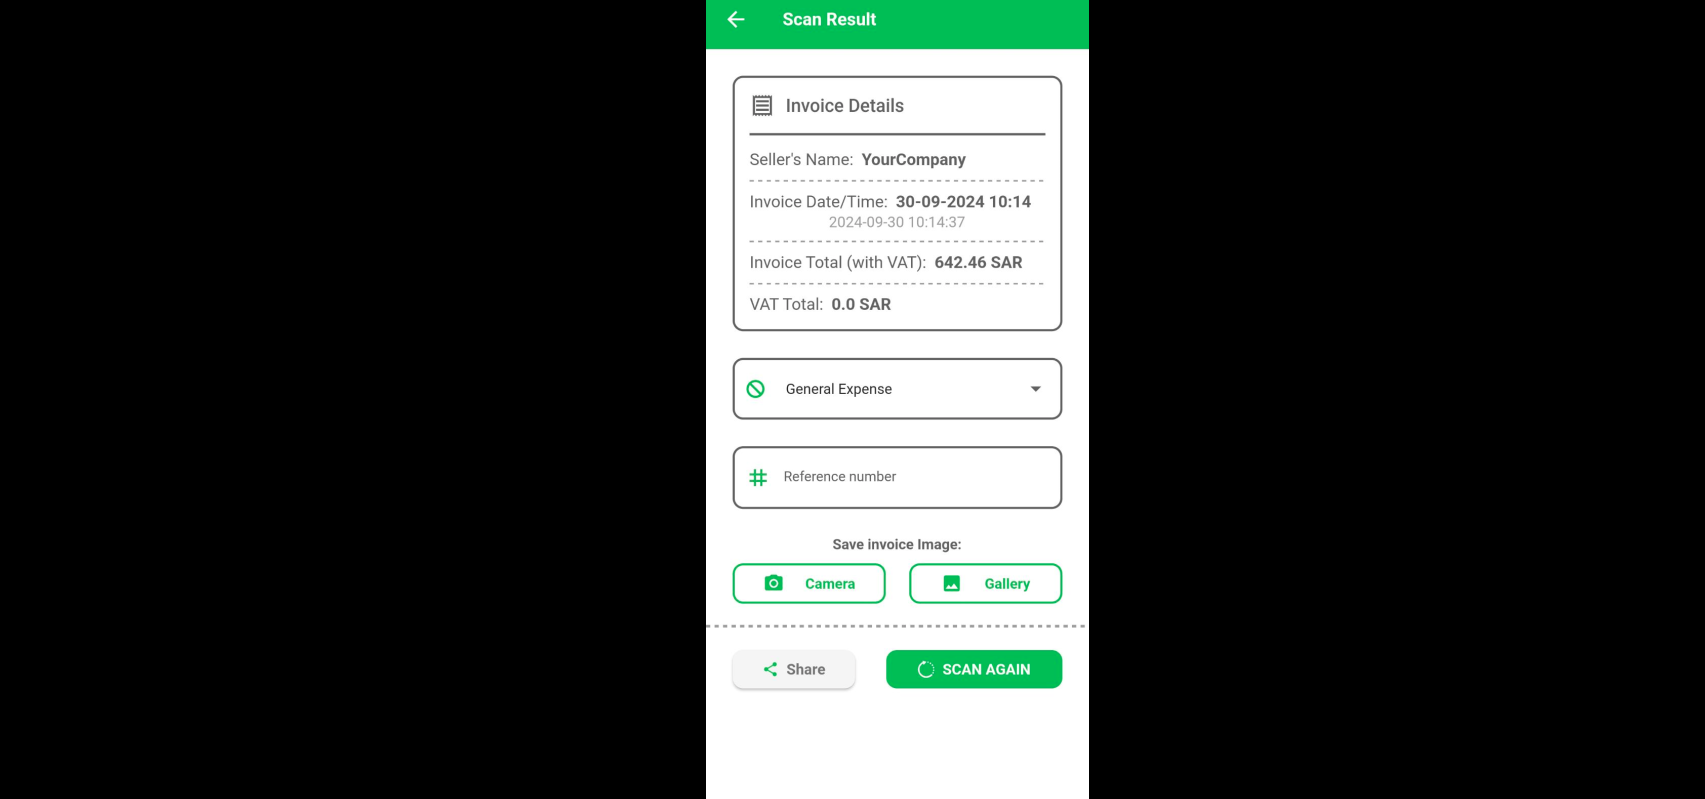 Scan Result
Invoice Details
Seller's Name: YourCompany
Invoice Date/Time: 30-09-2024 10:14
2024-09-30 10:14:37
Invoice Total (with VAT): 642.46 SAR
VAT Total: 0.0 SAR
General Expense
Reference number
Save invoice Image:
Camera Gallery
Share SCAN AGAIN